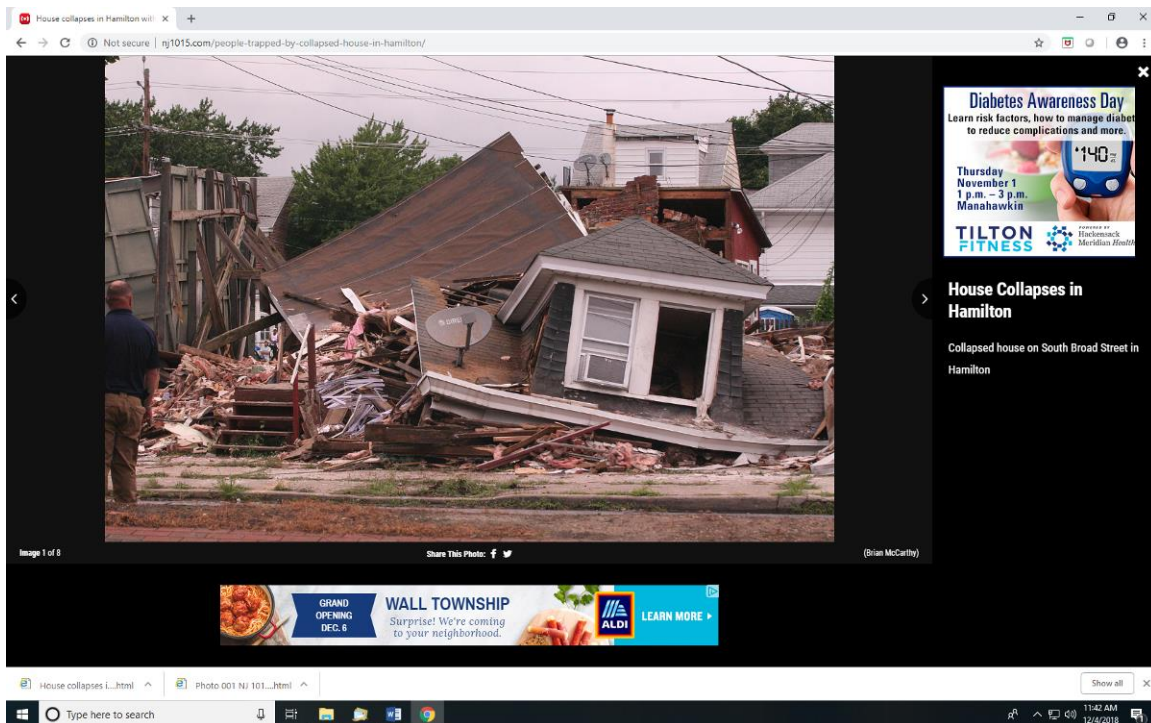 House collapses in Hamilton wit
Not secure | nj1015.com/people-trapped-by-collapsed-house-in-hamilton/
Diabetes Awareness Day
Learn risk factors, how to manage diabet
to reduce complications and more.
Thursday
November 1
1 p.m. – 3 p.m.
Manahawkin
140
TILTON
FITNESS
POWERED BY
Hackensack
Meridian Health
House Collapses in
Hamilton
Collapsed house on South Broad Street in
Hamilton
Image 1 of 8
Share This Photo:
(Brian McCarthy)
GRAND
OPENING
DEC. 6
WALL TOWNSHIP
Surprise! We're coming
to your neighborhood.
ALDI
LEARN MORE
House collapses i....html
Photo 001 NJ 101....html
Show all
Type here to search
11:42 AM
12/4/2018